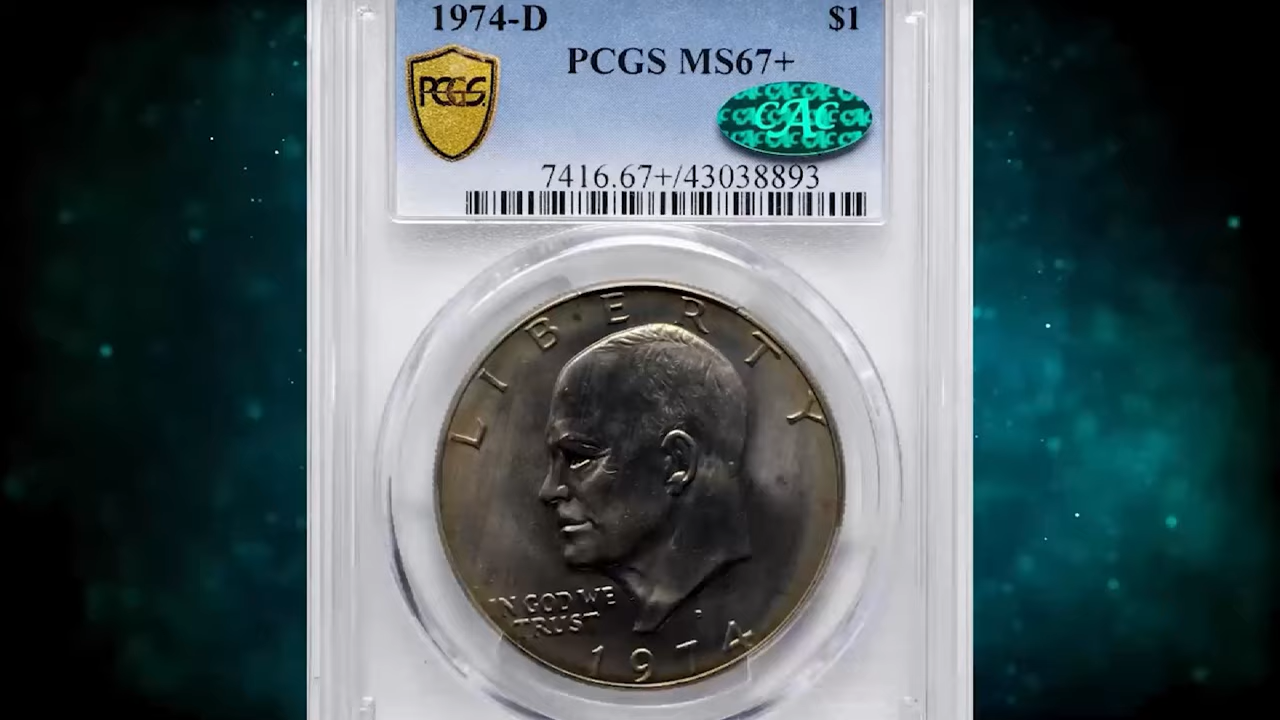 1974-D $1
PCGS MS67+
PCGS
CAC
7416.67+/43038893
LIBERTY
IN GOD WE
TRUST
D
1974